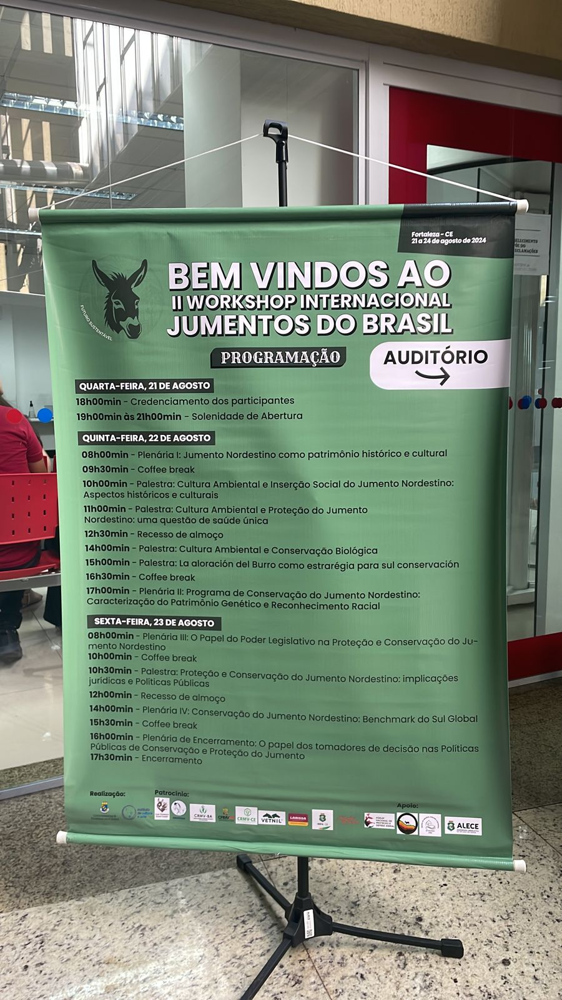 Fortaleza - CE
21 a 24 de agosto de 2024
BEM VINDOS AO
II WORKSHOP INTERNACIONAL
JUMENTOS DO BRASIL
FUTURO SUSTENTÁVEL
PROGRAMAÇÃO
AUDITÓRIO
QUARTA-FEIRA, 21 DE AGOSTO
18h00min - Credenciamento dos participantes
19h00min às 21h00min - Solenidade de Abertura
QUINTA-FEIRA, 22 DE AGOSTO
08h00min - Plenária I: Jumento Nordestino como patrimônio histórico e cultural
09h30min - Coffee break
10h00min - Palestra: Cultura Ambiental e Inserção Social do Jumento Nordestino:
Aspectos históricos e culturais
11h00min - Palestra: Cultura Ambiental e Proteção do Jumento
Nordestino: uma questão de saúde única
12h30min - Recesso de almoço
14h00min - Palestra: Cultura Ambiental e Conservação Biológica
15h00min - Palestra: La aloración del Burro como estrarégia para sul conservación
16h30min - Coffee break
17h00min - Plenária II: Programa de Conservação do Jumento Nordestino:
Caracterização do Patrimônio Genético e Reconhecimento Racial
SEXTA-FEIRA, 23 DE AGOSTO
08h00min - Plenária III: O Papel do Poder Legislativo na Proteção e Conservação do Ju-
mento Nordestino
10h00min - Coffee break
10h30min - Palestra: Proteção e Conservação do Jumento Nordestino: implicações
jurídicas e Políticas Públicas
12h00min - Recesso de almoço
14h00min - Plenária IV: Conservação do Jumento Nordestino: Benchmark do Sul Global
15h30min - Coffee break
16h00min - Plenária de Encerramento: O papel dos tomadores de decisão nas Políticas
Públicas de Conservação e Proteção do Jumento
17h30min - Encerramento
Realização:
Patrocínio:
Apoio:
CRMV-BA
CRMV-CE
VETNIL
LARISSA
FÓRUM
NACIONAL DE
PROTEÇÃO E
DEFESA ANIMAL
ALECE